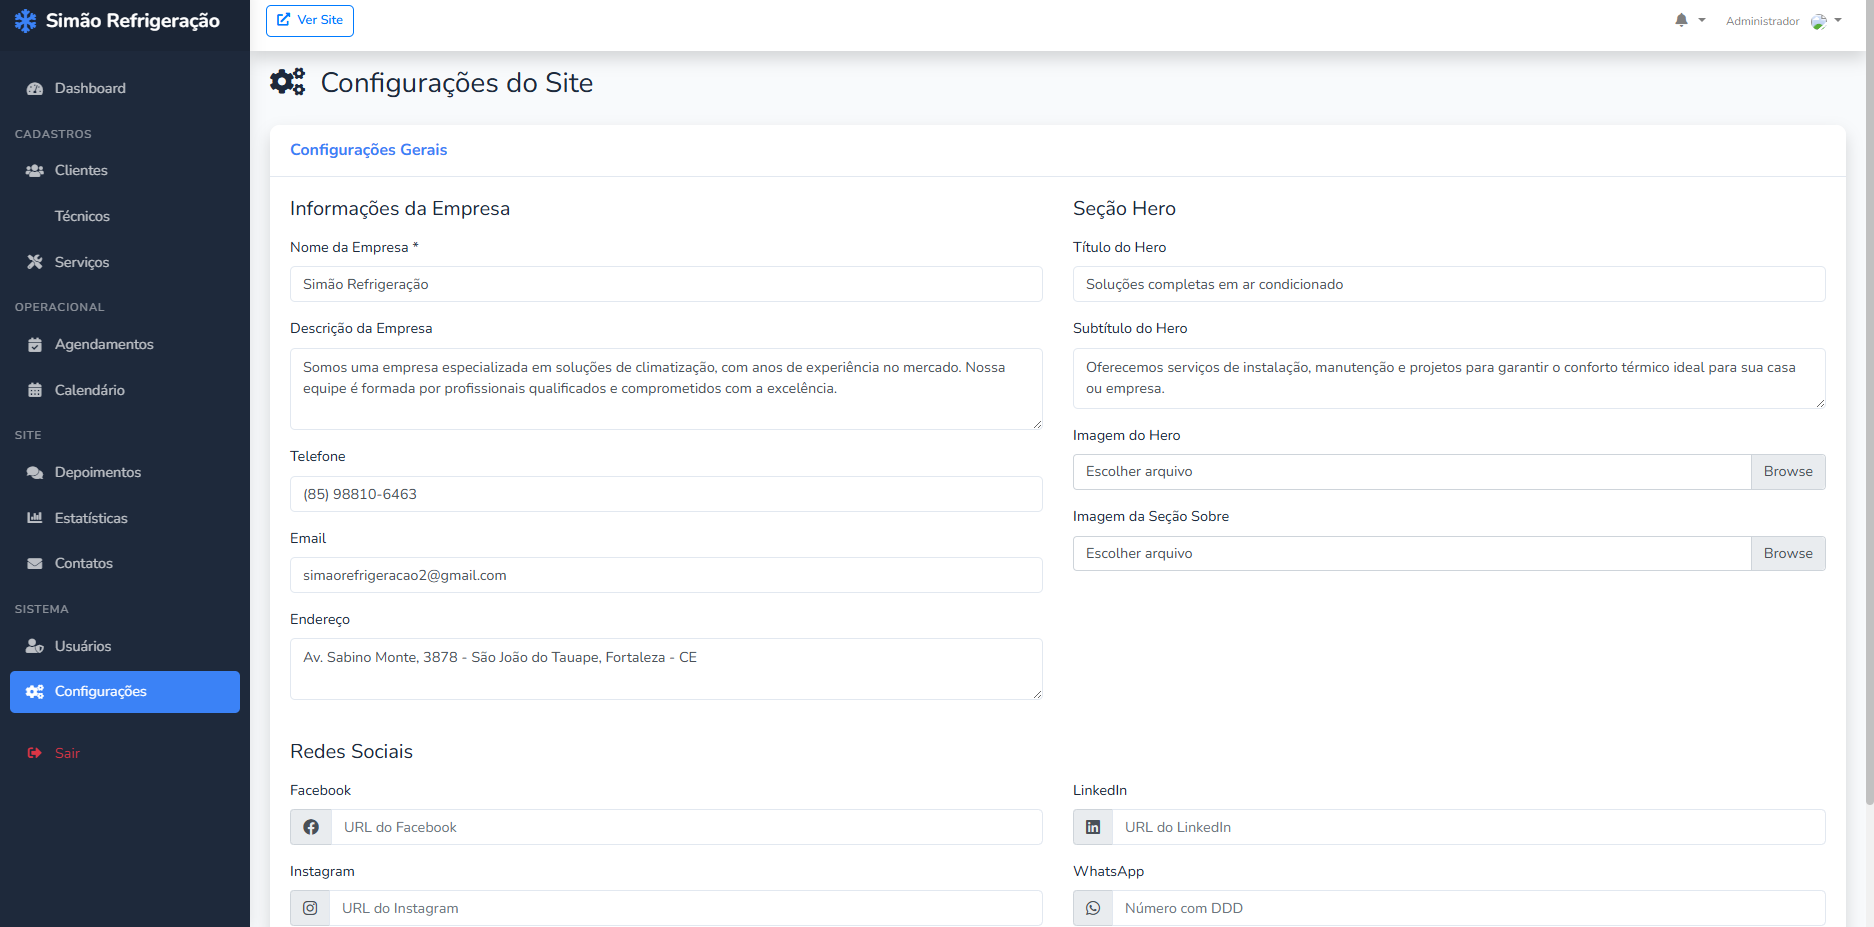 Simão Refrigeração
Ver Site
Administrador
Dashboard
CADASTROS
Clientes
Técnicos
Serviços
OPERACIONAL
Agendamentos
Calendário
SITE
Depoimentos
Estatísticas
Contatos
SISTEMA
Usuários
Configurações
Sair
Configurações do Site
Configurações Gerais
Informações da Empresa
Nome da Empresa *
Simão Refrigeração
Descrição da Empresa
Somos uma empresa especializada em soluções de climatização, com anos de experiência no mercado. Nossa
equipe é formada por profissionais qualificados e comprometidos com a excelência.
Telefone
(85) 98810-6463
Email
simaorefrigeracao2@gmail.com
Endereço
Av. Sabino Monte, 3878 - São João do Tauape, Fortaleza - CE
Seção Hero
Título do Hero
Soluções completas em ar condicionado
Subtítulo do Hero
Oferecemos serviços de instalação, manutenção e projetos para garantir o conforto térmico ideal para sua casa
ou empresa.
Imagem do Hero
Escolher arquivo
Browse
Imagem da Seção Sobre
Escolher arquivo
Browse
Redes Sociais
Facebook
URL do Facebook
LinkedIn
URL do LinkedIn
Instagram
URL do Instagram
WhatsApp
Número com DDD